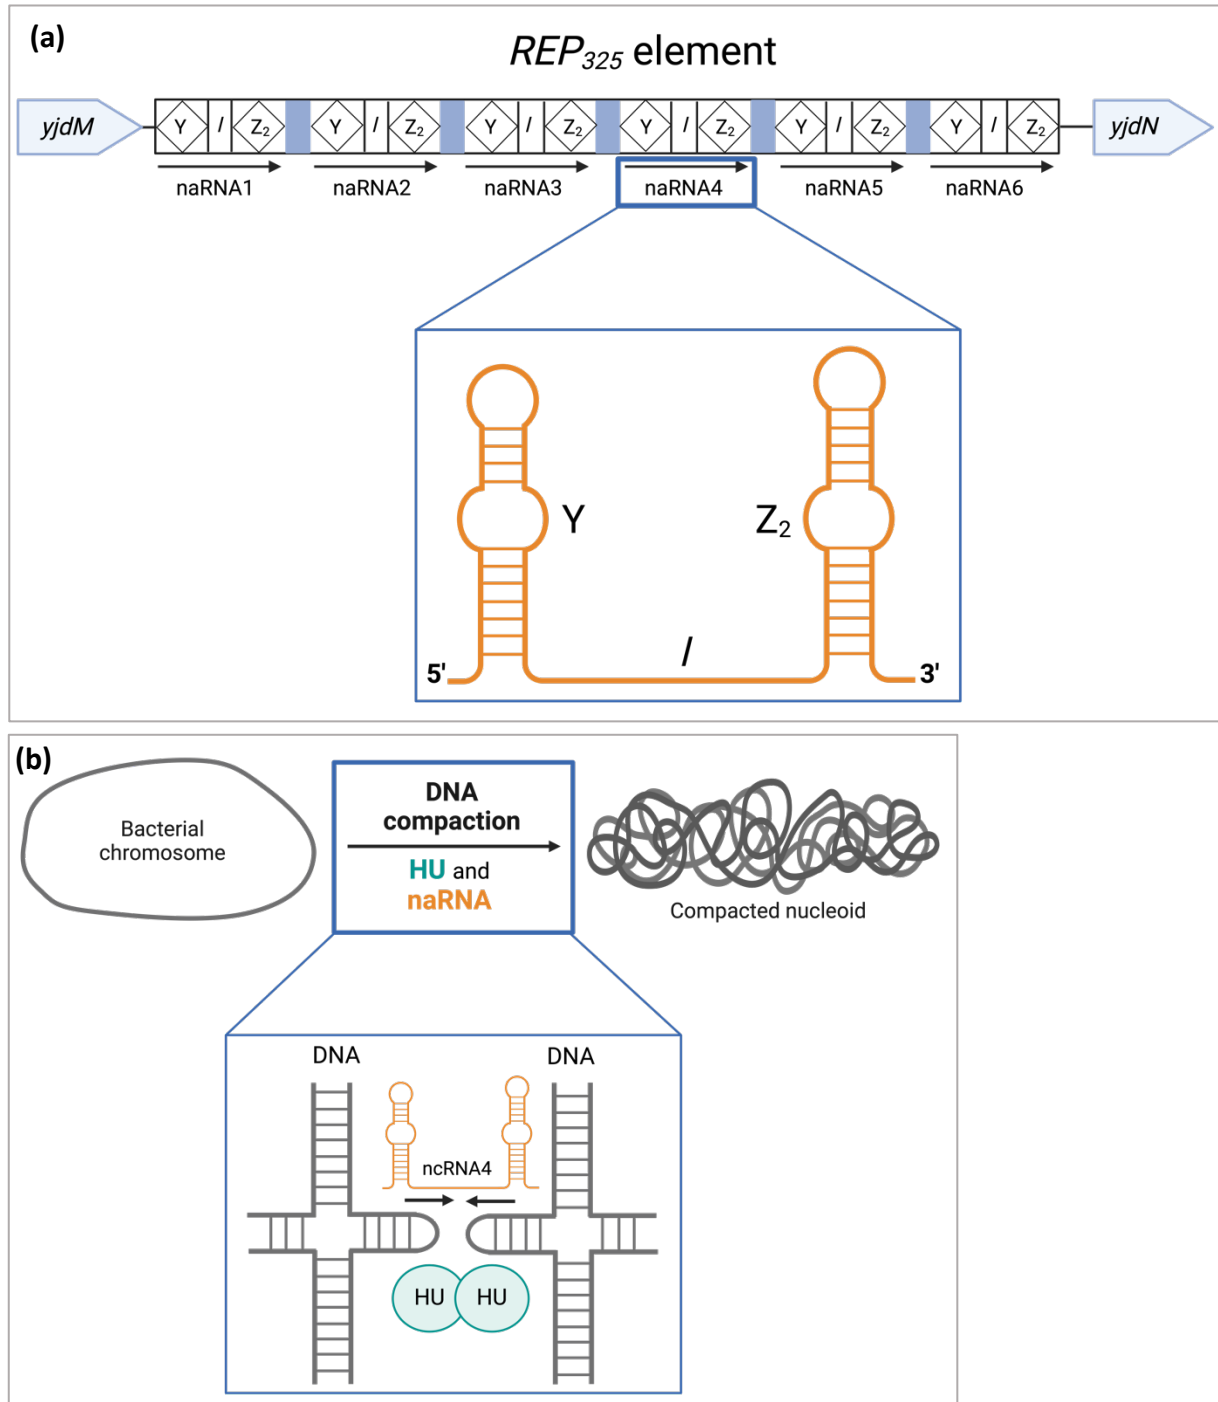 (a)
REP325 element
yjdM
Y / Z2 Y / Z2 Y / Z2 Y / Z2 Y / Z2 Y / Z2
yjdN
naRNA1 naRNA2 naRNA3 naRNA4 naRNA5 naRNA6
Y
Z2
/
5'
3'
(b)
Bacterial
chromosome
DNA
compaction
HU and
naRNA
Compacted nucleoid
DNA
DNA
ncRNA4
HU
HU